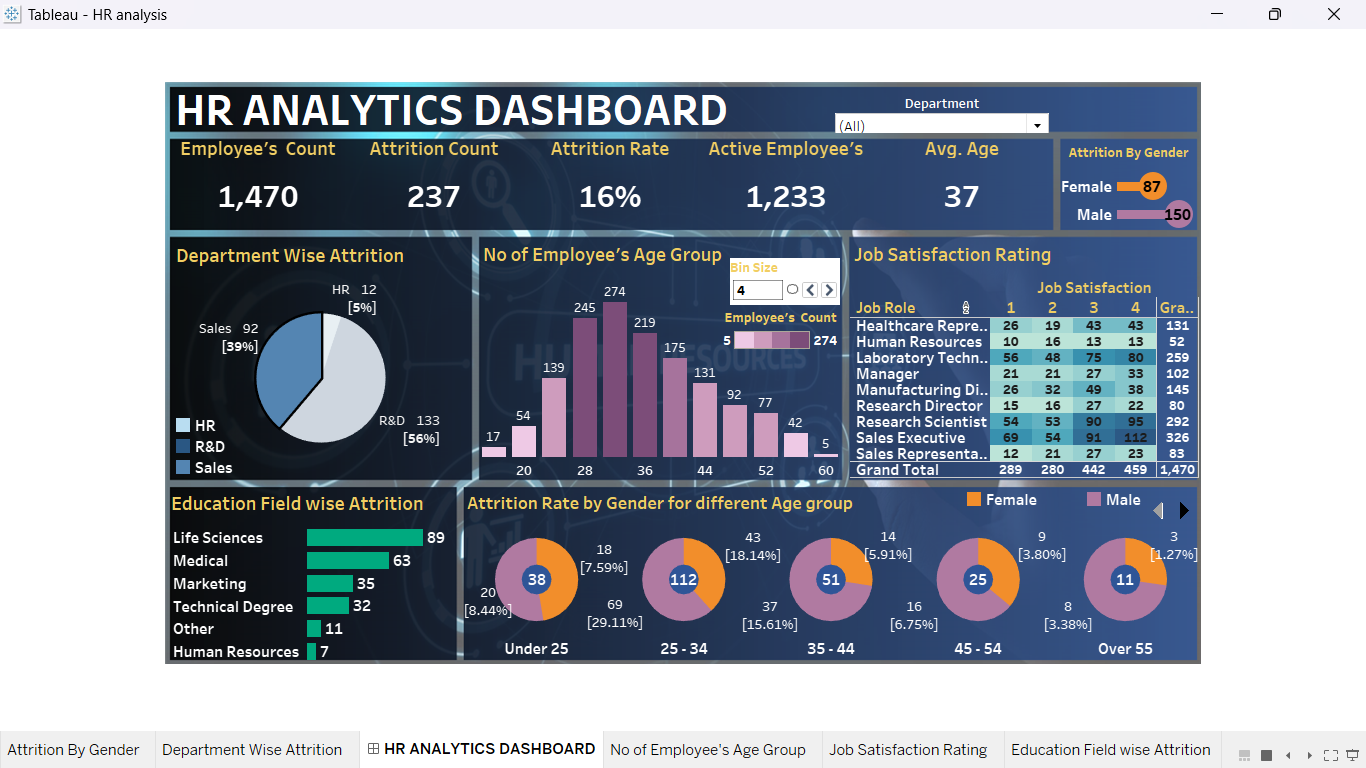 Tableau - HR analysis
HR ANALYTICS DASHBOARD
Department
(All)
Employee's Count
Attrition Count
Attrition Rate
Active Employee's
Avg. Age
1,470
237
16%
1,233
37
Attrition By Gender
Female 87
Male 150
Department Wise Attrition
HR 12
[5%]
Sales 92
[39%]
R&D 133
[56%]
HR
R&D
Sales
No of Employee's Age Group
Bin Size
4
Employee's Count
5 274
17 54 139 245 274 219 175 131 92 77 42 5
20 28 36 44 52 60
Job Satisfaction Rating
Job Satisfaction
Job Role 1 2 3 4 Gra..
Healthcare Repre.. 26 19 43 43 131
Human Resources 10 16 13 13 52
Laboratory Techn.. 56 48 75 80 259
Manager 21 21 27 33 102
Manufacturing Di.. 26 32 49 38 145
Research Director 15 16 27 22 80
Research Scientist 54 53 90 95 292
Sales Executive 69 54 91 112 326
Sales Representa.. 12 21 27 23 83
Grand Total 289 280 442 459 1,470
Education Field wise Attrition
Life Sciences 89
Medical 63
Marketing 35
Technical Degree 32
Other 11
Human Resources 7
Attrition Rate by Gender for different Age group
Female
Male
38
18
[7.59%]
20
[8.44%]
Under 25
112
43
[18.14%]
69
[29.11%]
25 - 34
51
14
[5.91%]
37
[15.61%]
35 - 44
25
9
[3.80%]
16
[6.75%]
45 - 54
11
3
[1.27%]
8
[3.38%]
Over 55
Attrition By Gender
Department Wise Attrition
HR ANALYTICS DASHBOARD
No of Employee's Age Group
Job Satisfaction Rating
Education Field wise Attrition